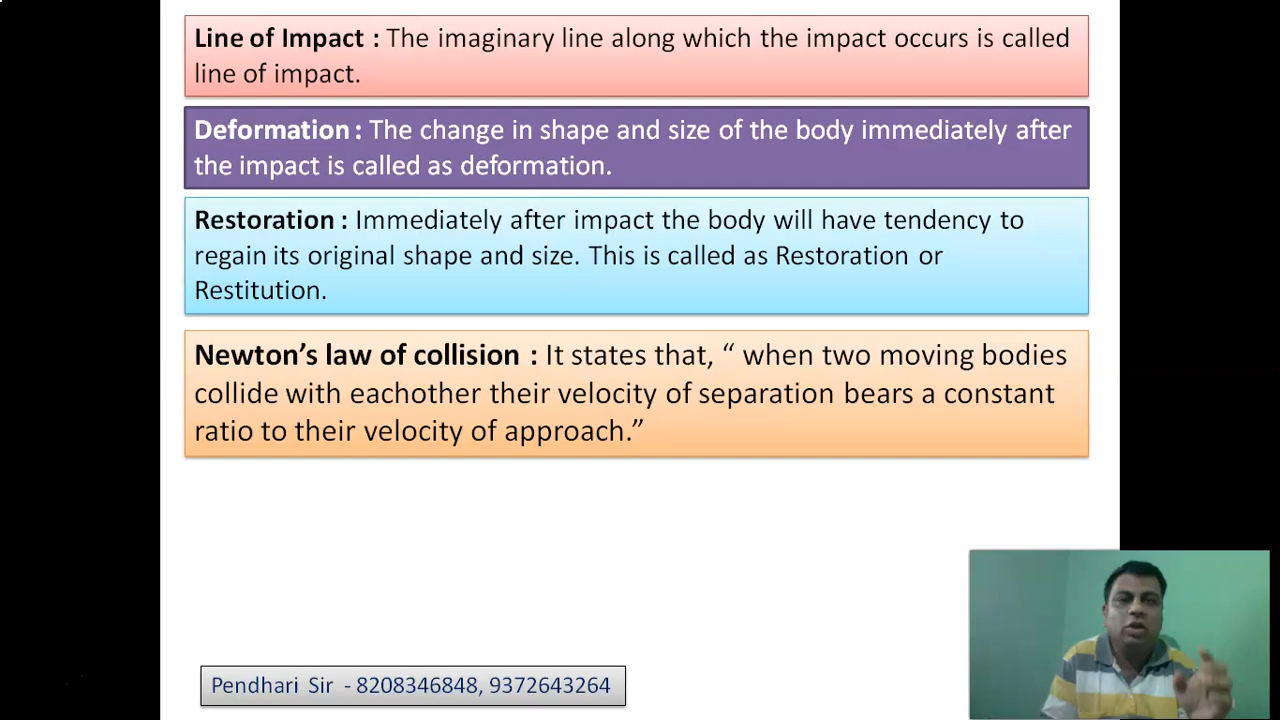 Line of Impact : The imaginary line along which the impact occurs is called
line of impact.
Deformation : The change in shape and size of the body immediately after
the impact is called as deformation.
Restoration : Immediately after impact the body will have tendency to
regain its original shape and size. This is called as Restoration or
Restitution.
Newton’s law of collision : It states that, “ when two moving bodies
collide with eachother their velocity of separation bears a constant
ratio to their velocity of approach.”
Pendhari Sir - 8208346848, 9372643264